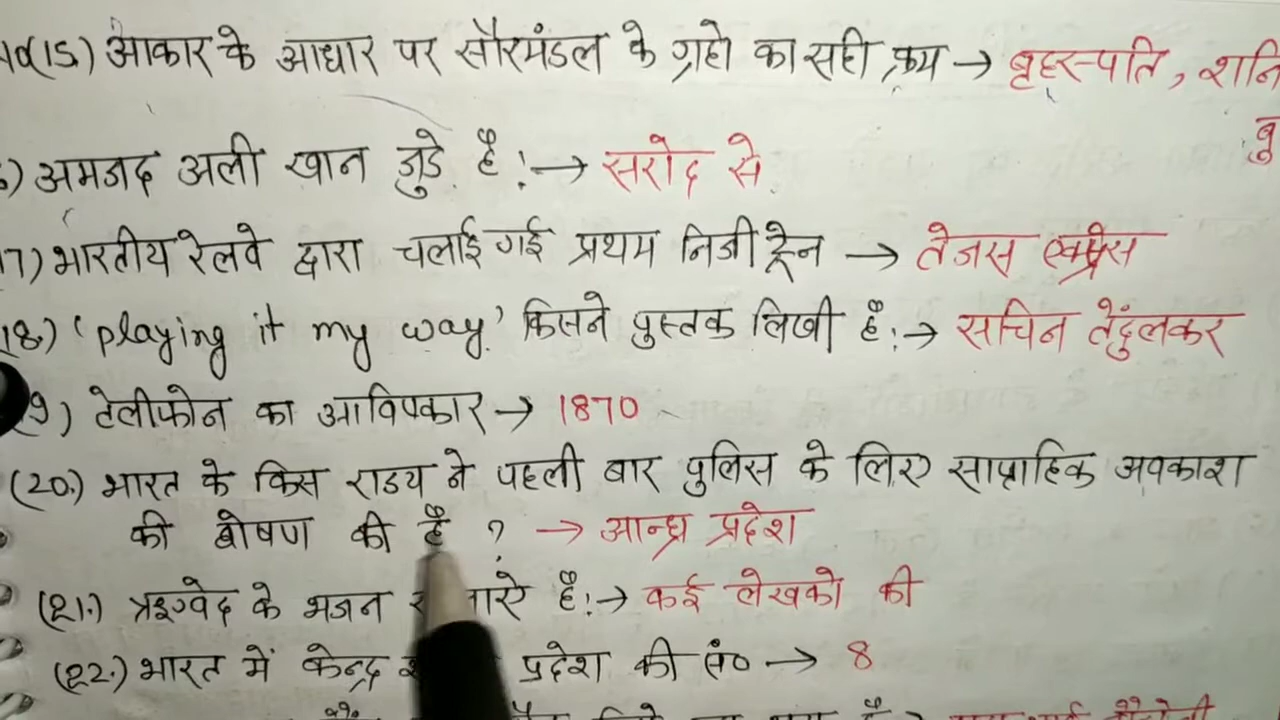 (15.) आकार के आधार पर सौरमंडल के ग्रहो का सही क्रम → बृहस्पति, शनि
बु
) अमजद अली खान जुडे है :→ सरोद से
17) भारतीय रेलवे द्वारा चलाई गई प्रथम निजी ट्रेन → तेजस एक्प्रेस
18.) 'playing it my way' किसने पुस्तक लिखी है :→ सचिन तेंदुलकर
9) टेलीफोन का आविष्कार → 1870
(20.) भारत के किस राज्य ने पहली बार पुलिस के लिए साप्ताहिक अवकाश
की घोषण की है ? → आन्ध्र प्रदेश
(21.) ऋग्वेद के भजन है :→ कई लेखको की
(22.) भारत में केन्द्र प्रदेश की सं० → 8